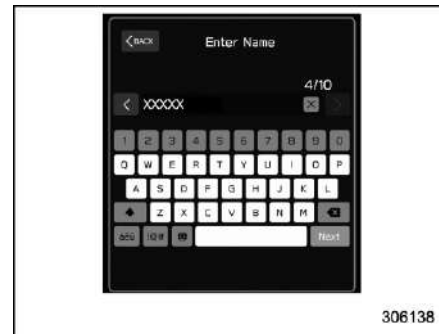 BACK Enter Name
4/10
XXXXX
1 2 3 4 5 6 7 8 9 0
Q W E R T Y U I O P
A S D F G H J K L
Z X C V B N M
Next
306138